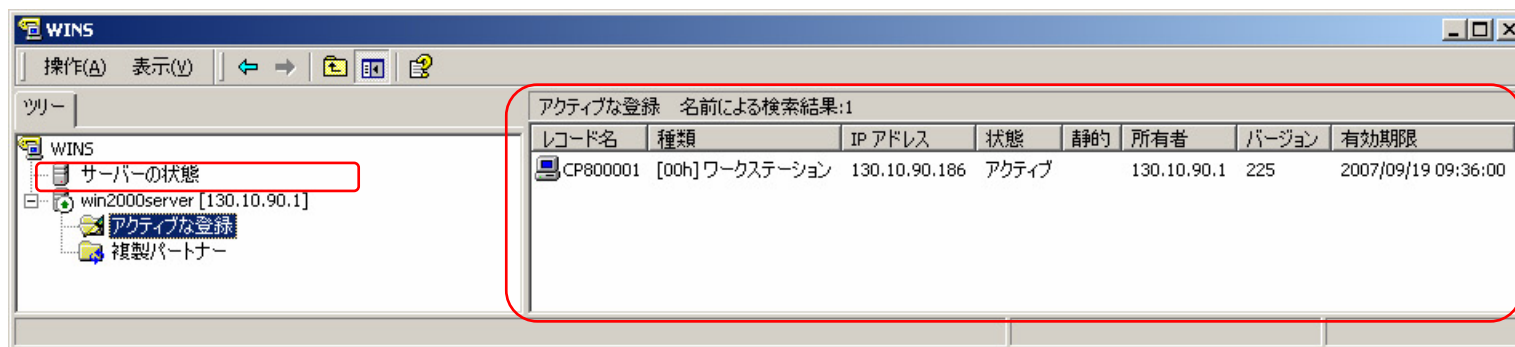 WINS
操作(A) 表示(V)
ツリー
WINS
サーバーの状態
win2000server [130.10.90.1]
アクティブな登録
複製パートナー
アクティブな登録 名前による検索結果:1
レコード名 種類 IP アドレス 状態 静的 所有者 バージョン 有効期限
CP800001 [00h] ワークステーション 130.10.90.186 アクティブ 130.10.90.1 225 2007/09/19 09:36:00